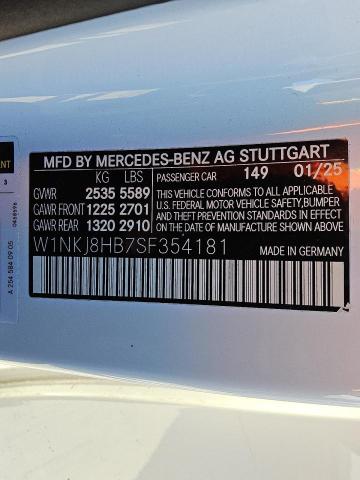 MFD BY MERCEDES-BENZ AG STUTTGART
KG LBS
PASSENGER CAR 149 01/25
GVWR 2535 5589
GAWR FRONT 1225 2701
GAWR REAR 1320 2910
THIS VEHICLE CONFORMS TO ALL APPLICABLE
U.S. FEDERAL MOTOR VEHICLE SAFETY, BUMPER
AND THEFT PREVENTION STANDARDS IN EFFECT
ON THE DATE OF MANUFACTURE SHOWN ABOVE.
W1NKJ8HB7SF354181
MADE IN GERMANY
A 254 584 09 05
3